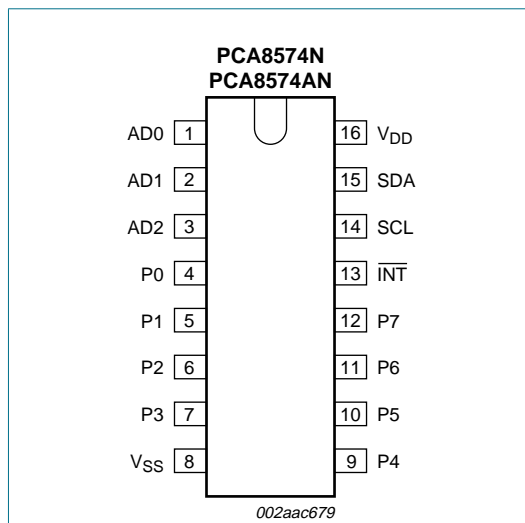 PCA8574N
PCA8574AN
AD0 1 16 VDD
AD1 2 15 SDA
AD2 3 14 SCL
P0 4 13 INT
P1 5 12 P7
P2 6 11 P6
P3 7 10 P5
VSS 8 9 P4
002aac679